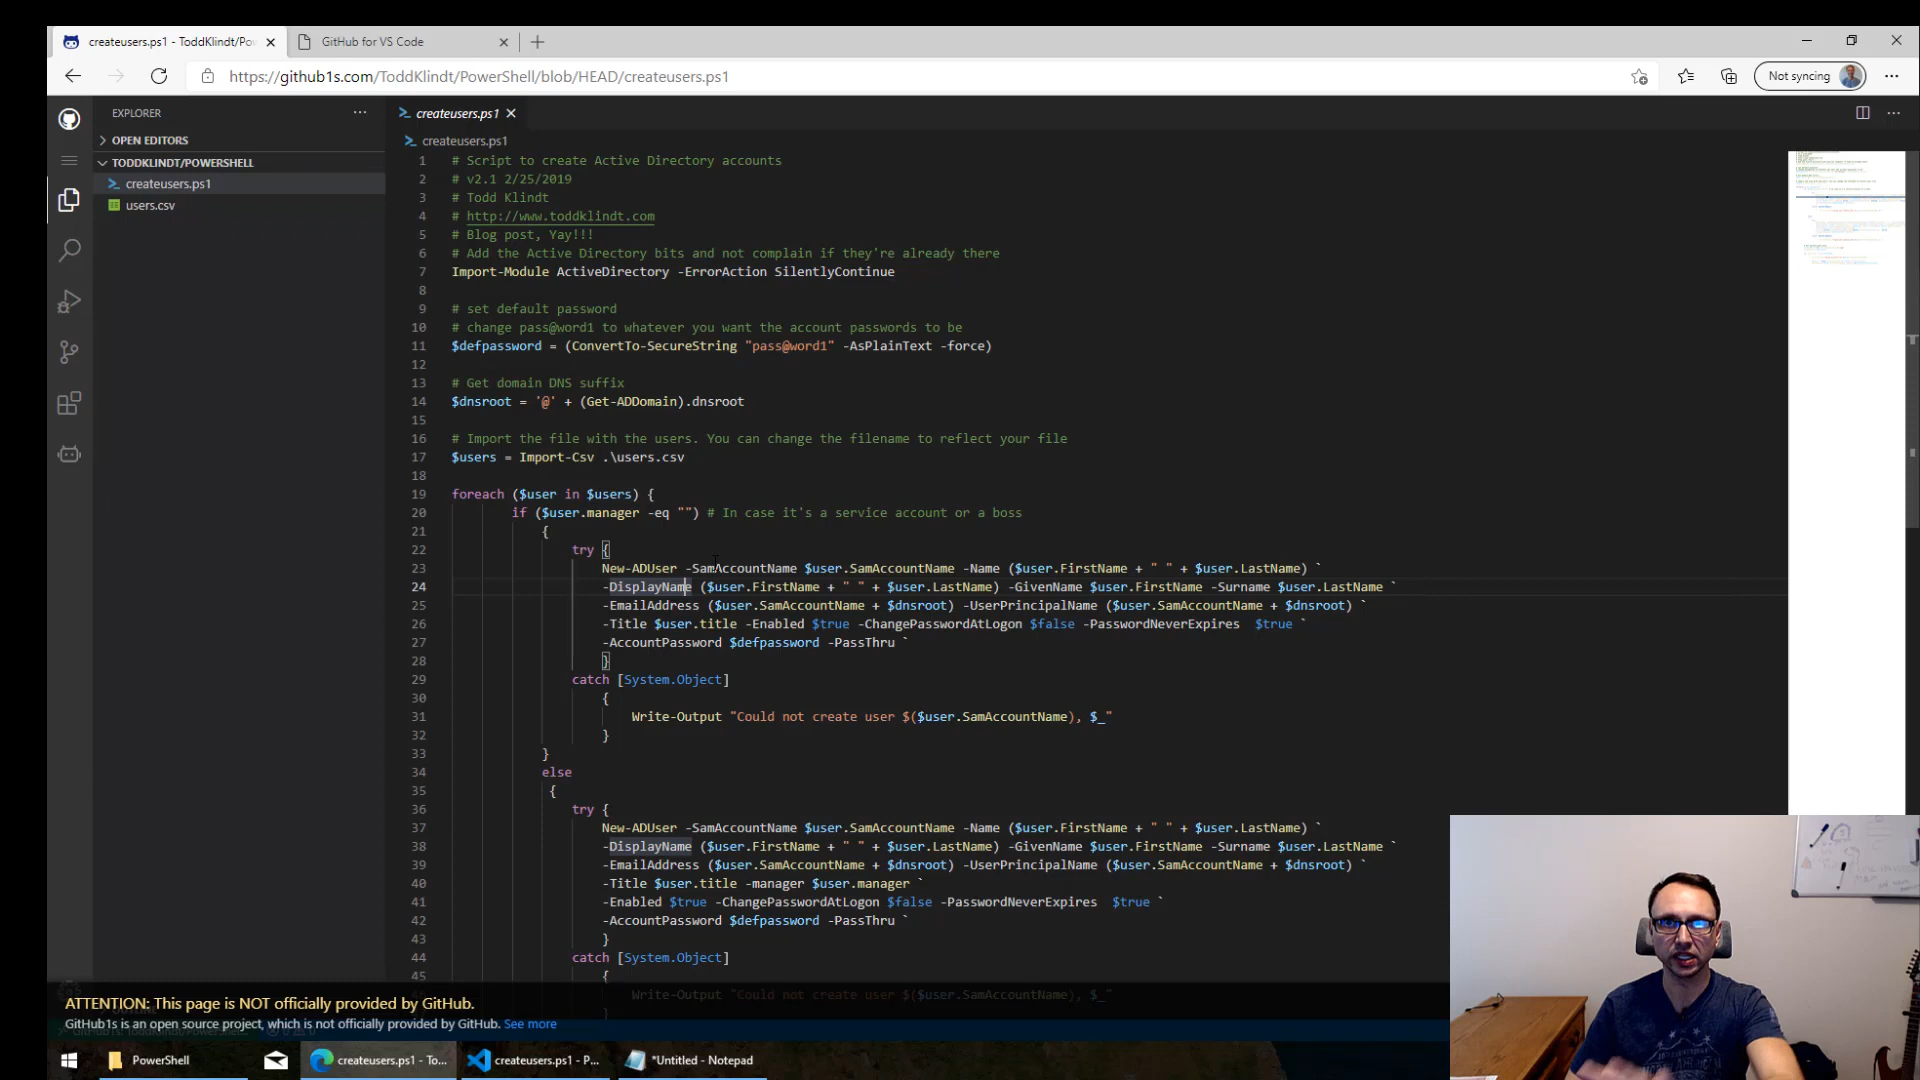 createusers.ps1 - ToddKlindt/Po
GitHub for VS Code
https://github1s.com/ToddKlindt/PowerShell/blob/HEAD/createusers.ps1
Not syncing
EXPLORER
OPEN EDITORS
TODDKLINDT/POWERSHELL
createusers.ps1
users.csv
createusers.ps1
createusers.ps1
1 # Script to create Active Directory accounts
2 # v2.1 2/25/2019
3 # Todd Klindt
4 # http://www.toddklindt.com
5 # Blog post, Yay!!!
6 # Add the Active Directory bits and not complain if they're already there
7 Import-Module ActiveDirectory -ErrorAction SilentlyContinue
8
9 # set default password
10 # change pass@word1 to whatever you want the account passwords to be
11 $defpassword = (ConvertTo-SecureString "pass@word1" -AsPlainText -force)
12
13 # Get domain DNS suffix
14 $dnsroot = '@' + (Get-ADDomain).dnsroot
15
16 # Import the file with the users. You can change the filename to reflect your file
17 $users = Import-Csv .\users.csv
18
19 foreach ($user in $users) {
20 if ($user.manager -eq "") # In case it's a service account or a boss
21 {
22 try {
23 New-ADUser -SamAccountName $user.SamAccountName -Name ($user.FirstName + " " + $user.LastName) `
24 -DisplayName ($user.FirstName + " " + $user.LastName) -GivenName $user.FirstName -Surname $user.LastName `
25 -EmailAddress ($user.SamAccountName + $dnsroot) -UserPrincipalName ($user.SamAccountName + $dnsroot) `
26 -Title $user.title -Enabled $true -ChangePasswordAtLogon $false -PasswordNeverExpires $true `
27 -AccountPassword $defpassword -PassThru `
28 }
29 catch [System.Object]
30 {
31 Write-Output "Could not create user $($user.SamAccountName), $_"
32 }
33 }
34 else
35 {
36 try {
37 New-ADUser -SamAccountName $user.SamAccountName -Name ($user.FirstName + " " + $user.LastName) `
38 -DisplayName ($user.FirstName + " " + $user.LastName) -GivenName $user.FirstName -Surname $user.LastName `
39 -EmailAddress ($user.SamAccountName + $dnsroot) -UserPrincipalName ($user.SamAccountName + $dnsroot) `
40 -Title $user.title -manager $user.manager `
41 -Enabled $true -ChangePasswordAtLogon $false -PasswordNeverExpires $true `
42 -AccountPassword $defpassword -PassThru `
43 }
44 catch [System.Object]
45 {
Write-Output "Could not create user $($user.SamAccountName), $_"
ATTENTION: This page is NOT officially provided by GitHub.
GitHub1s is an open source project, which is not officially provided by GitHub. See more
PowerShell
createusers.ps1 - To...
createusers.ps1 - P...
*Untitled - Notepad